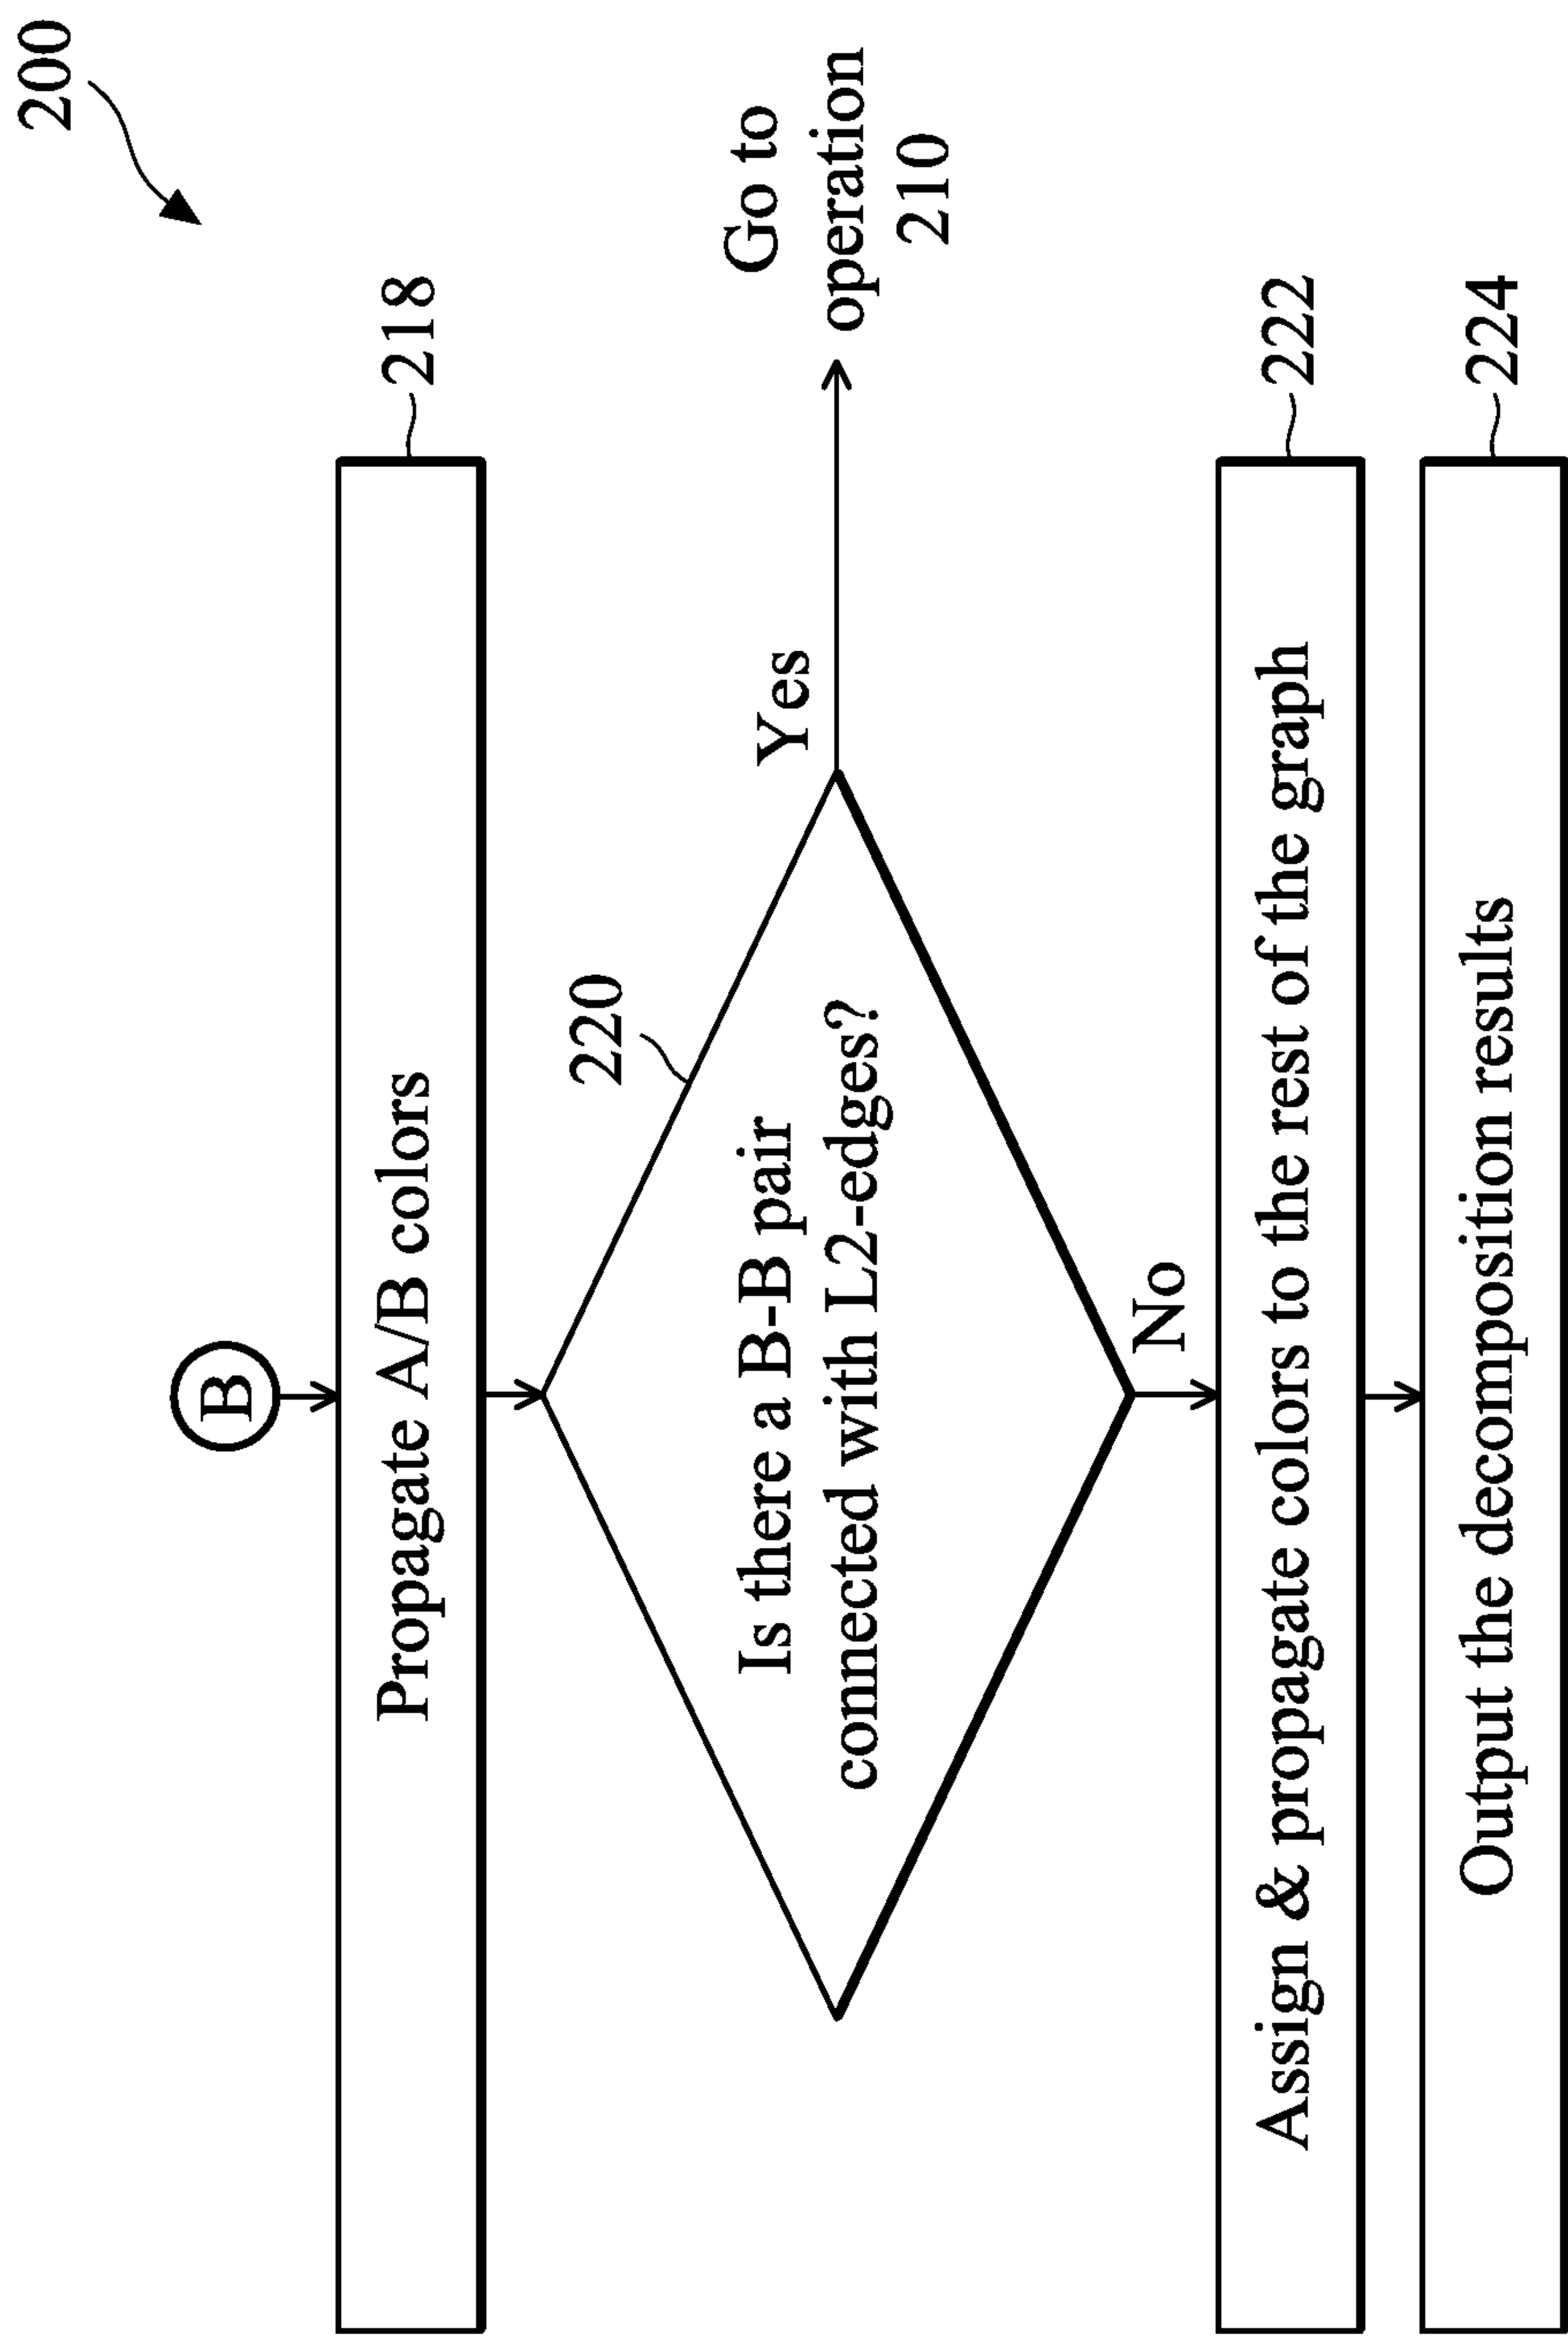 200
B
Propagate A/B colors
218
220
Is there a B-B pair
connected with L2-edges?
Yes
Go to
operation
210
No
Assign & propagate colors to the rest of the graph
222
Output the decomposition results
224